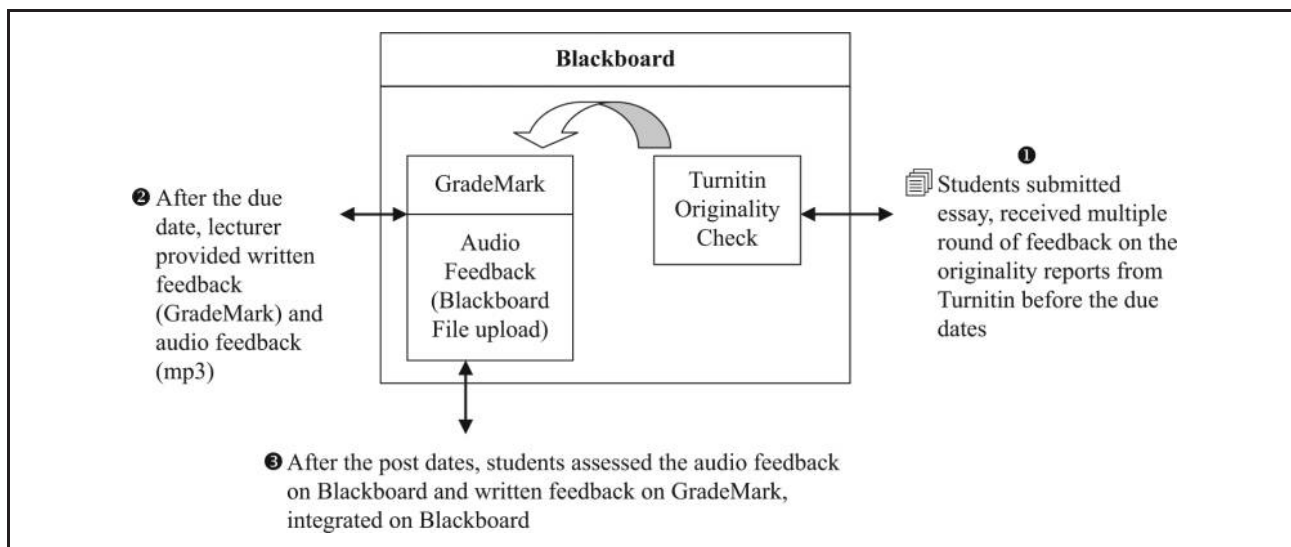 Blackboard
GradeMark
Audio
Feedback
(Blackboard
File upload)
Turnitin
Originality
Check
❶
Students submitted
essay, received multiple
round of feedback on the
originality reports from
Turnitin before the due
dates
❷ After the due
date, lecturer
provided written
feedback
(GradeMark) and
audio feedback
(mp3)
❸ After the post dates, students assessed the audio feedback
on Blackboard and written feedback on GradeMark,
integrated on Blackboard